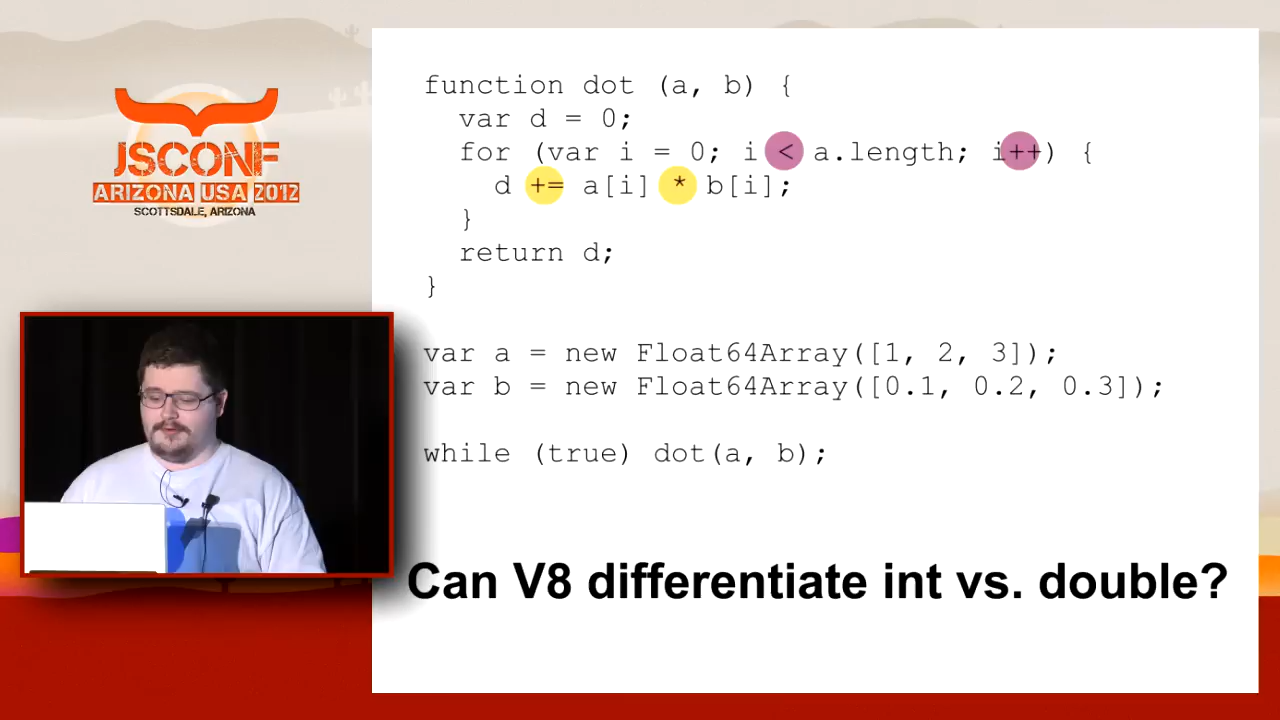 JSCONF
ARIZONA USA 2012
SCOTTSDALE, ARIZONA
function dot (a, b) {
  var d = 0;
  for (var i = 0; i < a.length; i++) {
    d += a[i] * b[i];
  }
  return d;
}
var a = new Float64Array([1, 2, 3]);
var b = new Float64Array([0.1, 0.2, 0.3]);
while (true) dot(a, b);
Can V8 differentiate int vs. double?